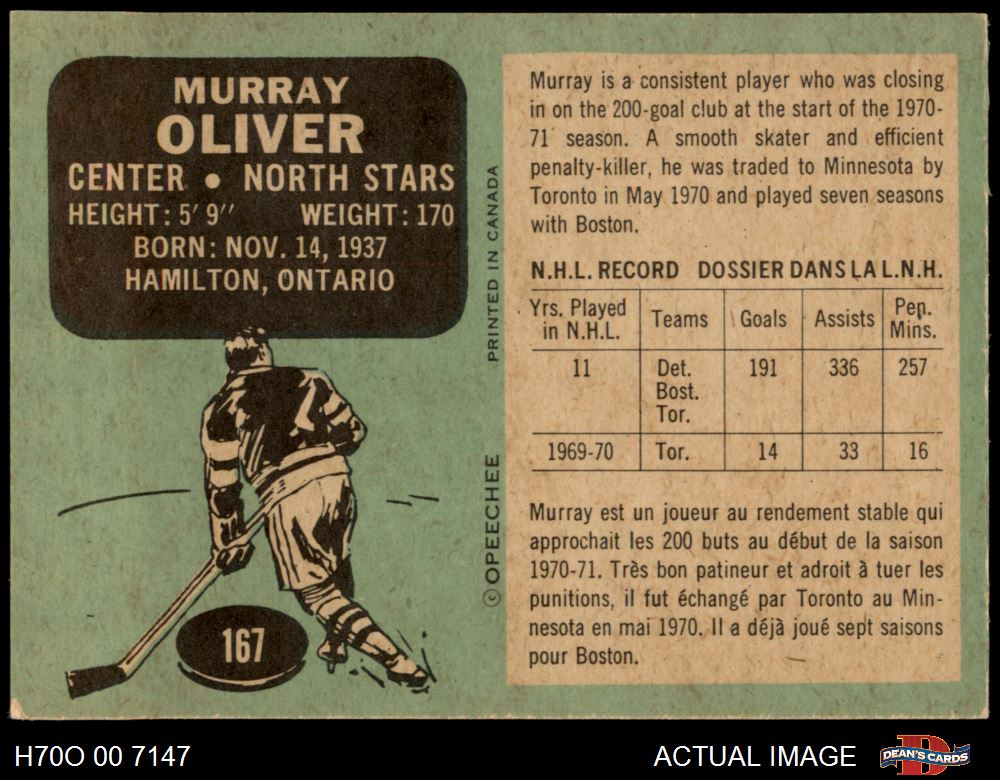 MURRAY
OLIVER
CENTER • NORTH STARS
HEIGHT: 5' 9" WEIGHT: 170
BORN: NOV. 14, 1937
HAMILTON, ONTARIO
167
© OPEECHEE PRINTED IN CANADA
Murray is a consistent player who was closing
in on the 200-goal club at the start of the 1970-
71 season. A smooth skater and efficient
penalty-killer, he was traded to Minnesota by
Toronto in May 1970 and played seven seasons
with Boston.
N.H.L. RECORD DOSSIER DANS LA L.N.H.
Yrs. Played Pen.
in N.H.L. Teams Goals Assists Mins.
11 Det. 191 336 257
Bost.
Tor.
1969-70 Tor. 14 33 16
Murray est un joueur au rendement stable qui
approchait les 200 buts au début de la saison
1970-71. Très bon patineur et adroit à tuer les
punitions, il fut échangé par Toronto au Min-
nesota en mai 1970. Il a déjà joué sept saisons
pour Boston.
H70O 00 7147 ACTUAL IMAGE DEAN'S CARDS